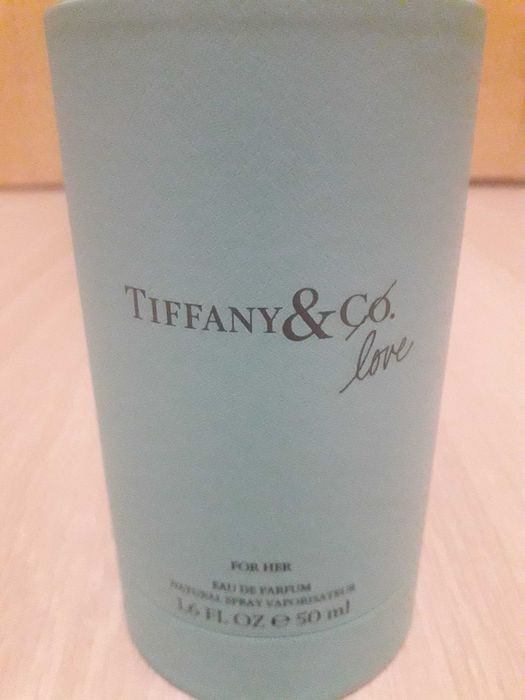 TIFFANY & CO.
love
FOR HER
EAU DE PARFUM
NATURAL SPRAY VAPORISATEUR
1.6 FL OZ ℮ 50 ml